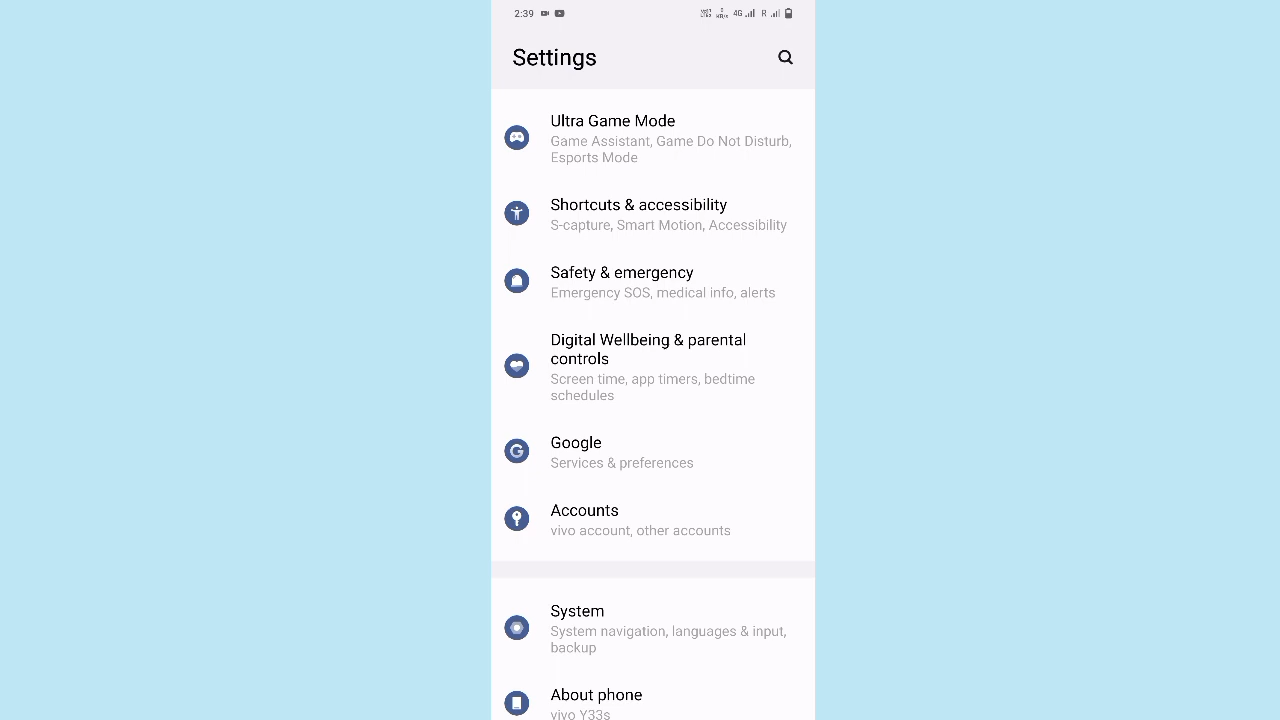 2:39
4G R
Settings
Ultra Game Mode
Game Assistant, Game Do Not Disturb,
Esports Mode
Shortcuts & accessibility
S-capture, Smart Motion, Accessibility
Safety & emergency
Emergency SOS, medical info, alerts
Digital Wellbeing & parental
controls
Screen time, app timers, bedtime
schedules
Google
Services & preferences
Accounts
vivo account, other accounts
System
System navigation, languages & input,
backup
About phone
vivo Y33s